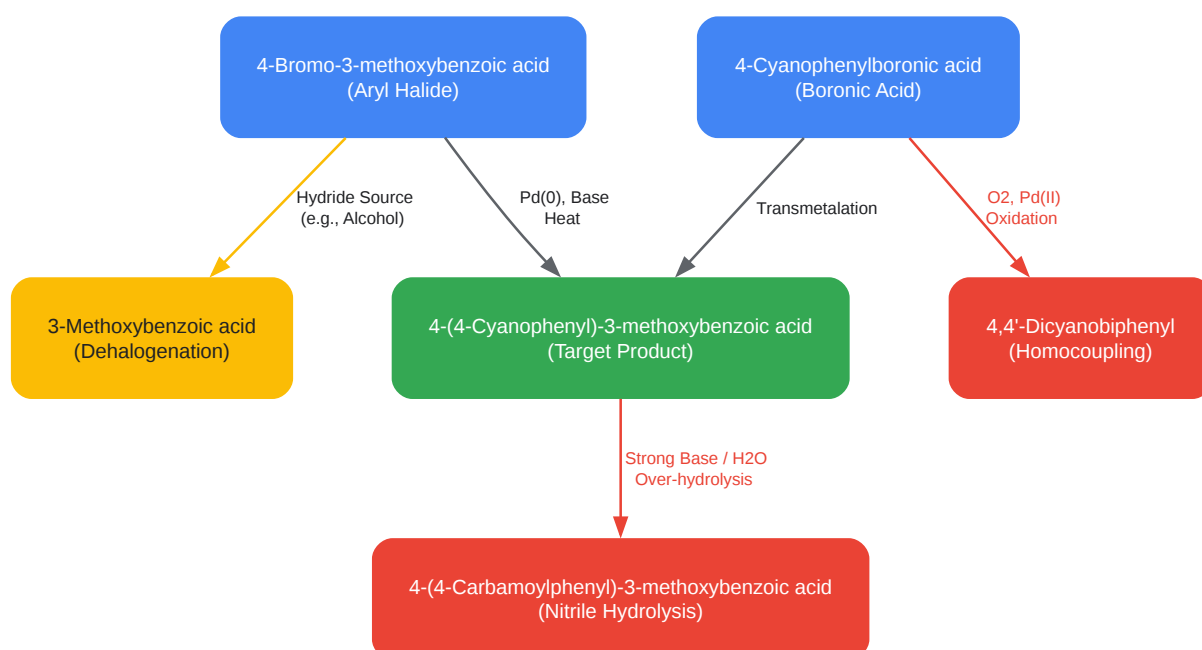 4-Bromo-3-methoxybenzoic acid
(Aryl Halide)
4-Cyanophenylboronic acid
(Boronic Acid)
Hydride Source
(e.g., Alcohol)
Pd(0), Base
Heat
Transmetalation
O2, Pd(II)
Oxidation
3-Methoxybenzoic acid
(Dehalogenation)
4-(4-Cyanophenyl)-3-methoxybenzoic acid
(Target Product)
4,4'-Dicyanobiphenyl
(Homocoupling)
Strong Base / H2O
Over-hydrolysis
4-(4-Carbamoylphenyl)-3-methoxybenzoic acid
(Nitrile Hydrolysis)